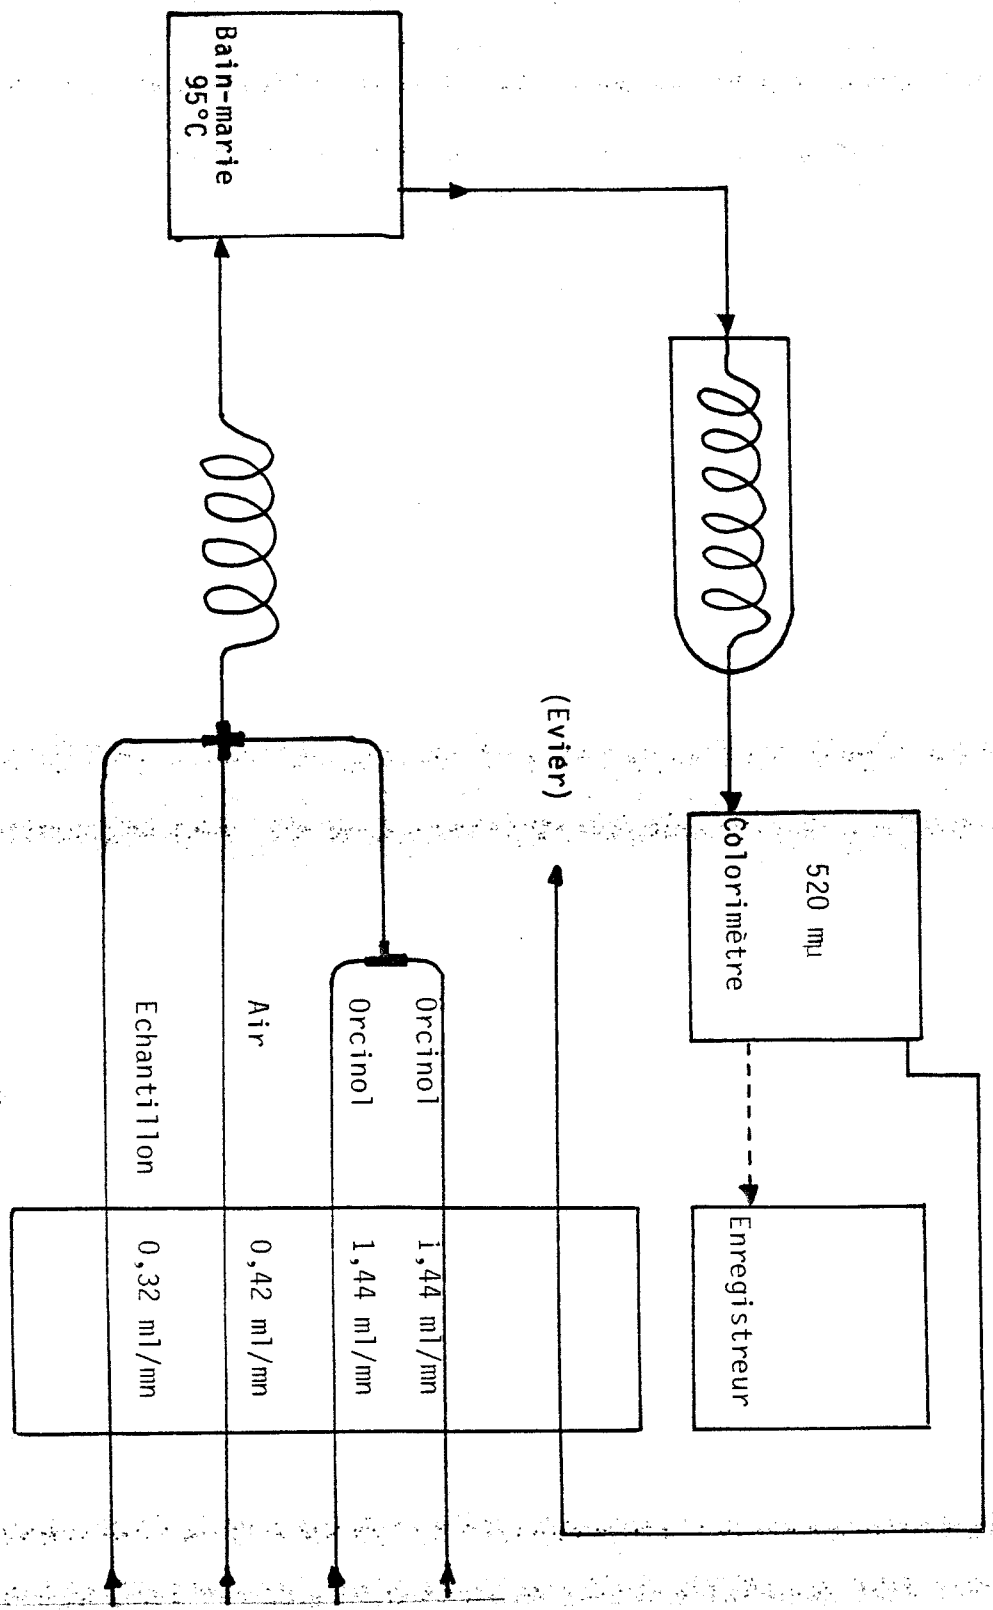 Bain-marie
95°C
(Evier)
520 mµ
Colorimètre
Enregistreur
Orcinol
1,44 ml/mn
Orcinol
1,44 ml/mn
Air
0,42 ml/mn
Echantillon
0,32 ml/mn